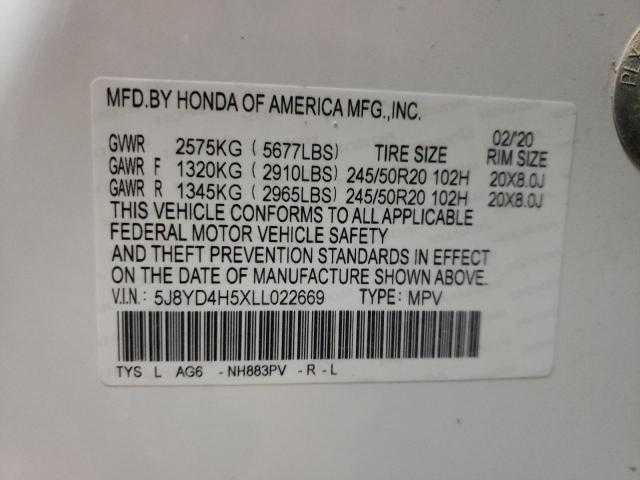 MFD.BY HONDA OF AMERICA MFG.,INC.
02/'20
GVWR 2575KG ( 5677LBS) TIRE SIZE RIM SIZE
GAWR F 1320KG ( 2910LBS) 245/50R20 102H 20X8.0J
GAWR R 1345KG ( 2965LBS) 245/50R20 102H 20X8.0J
THIS VEHICLE CONFORMS TO ALL APPLICABLE
FEDERAL MOTOR VEHICLE SAFETY
AND THEFT PREVENTION STANDARDS IN EFFECT
ON THE DATE OF MANUFACTURE SHOWN ABOVE.
V.I.N.: 5J8YD4H5XLL022669 TYPE: MPV
TYS L AG6 - NH883PV - R - L